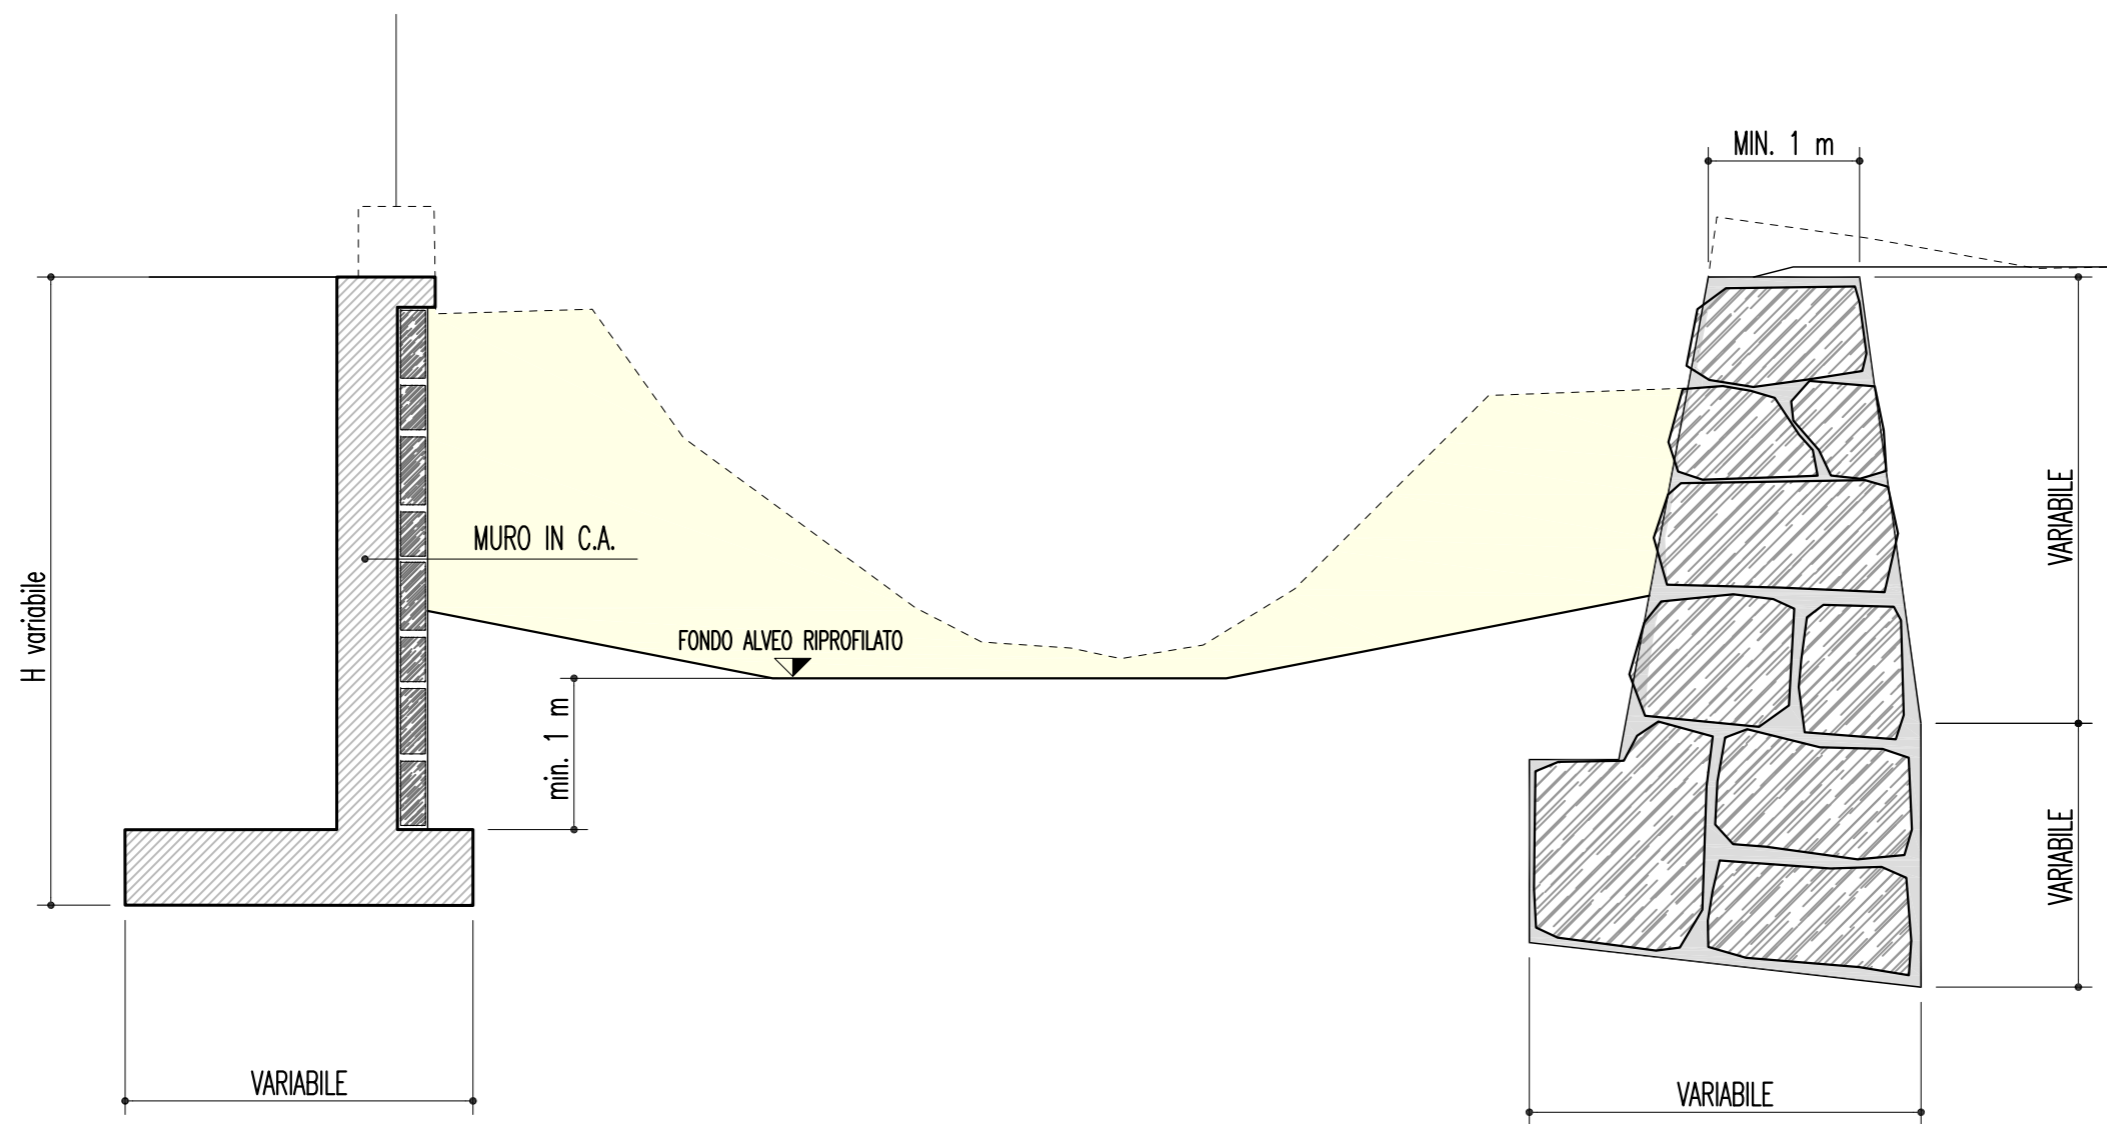 MIN. 1 m
MURO IN C.A.
H variabile
FONDO ALVEO RIPROFILATO
min. 1 m
VARIABILE
VARIABILE
VARIABILE
VARIABILE